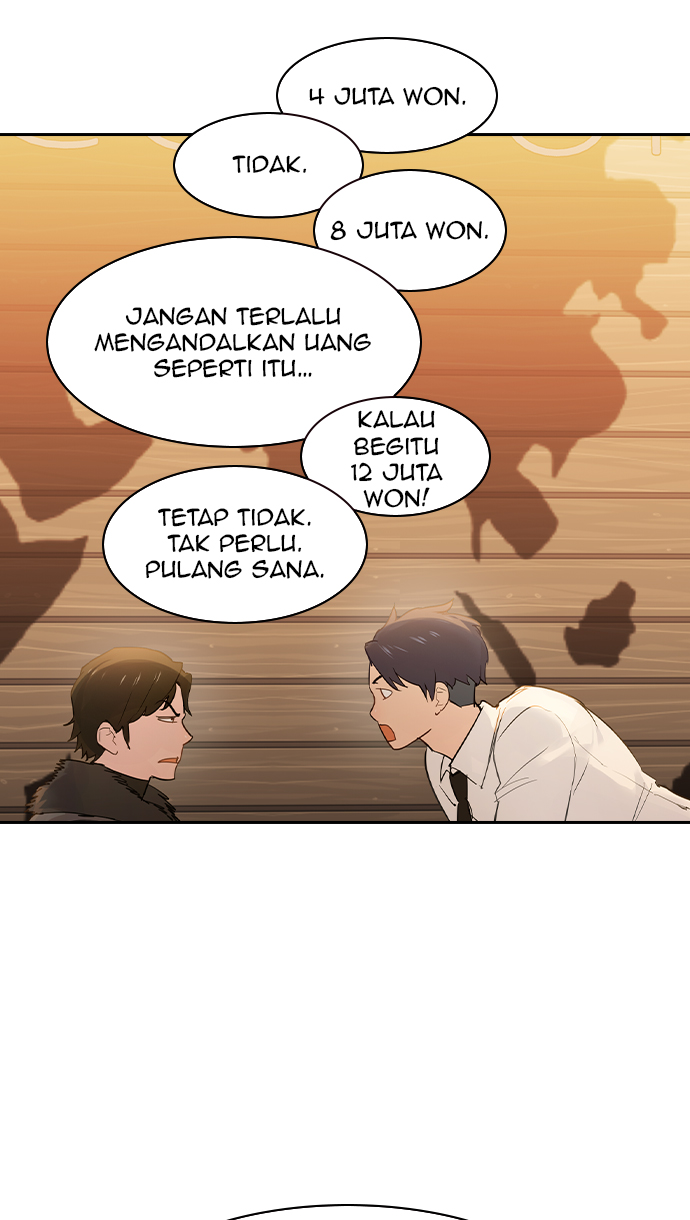 4 JUTA WON.
TIDAK.
8 JUTA WON.
JANGAN TERLALU
MENGANDALKAN UANG
SEPERTI ITU...
KALAU
BEGITU
12 JUTA
WON!
TETAP TIDAK.
TAK PERLU.
PULANG SANA.